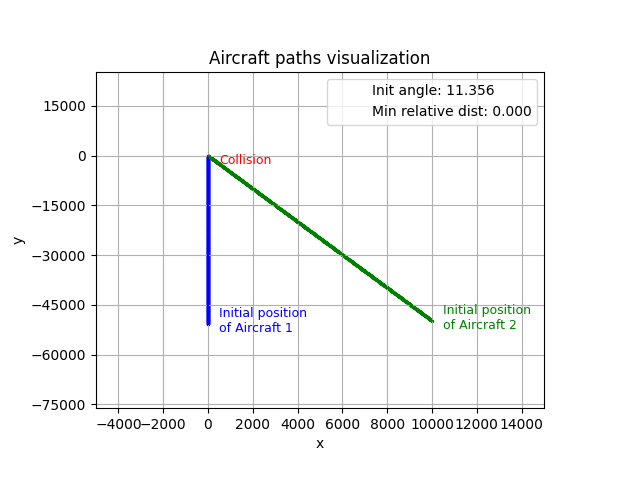 Aircraft paths visualization
Init angle: 11.356
Min relative dist: 0.000
15000
0
−15000
−30000
−45000
−60000
−75000
y
Collision
Initial position
of Aircraft 1
Initial position
of Aircraft 2
−4000 −2000 0 2000 4000 6000 8000 10000 12000 14000
x